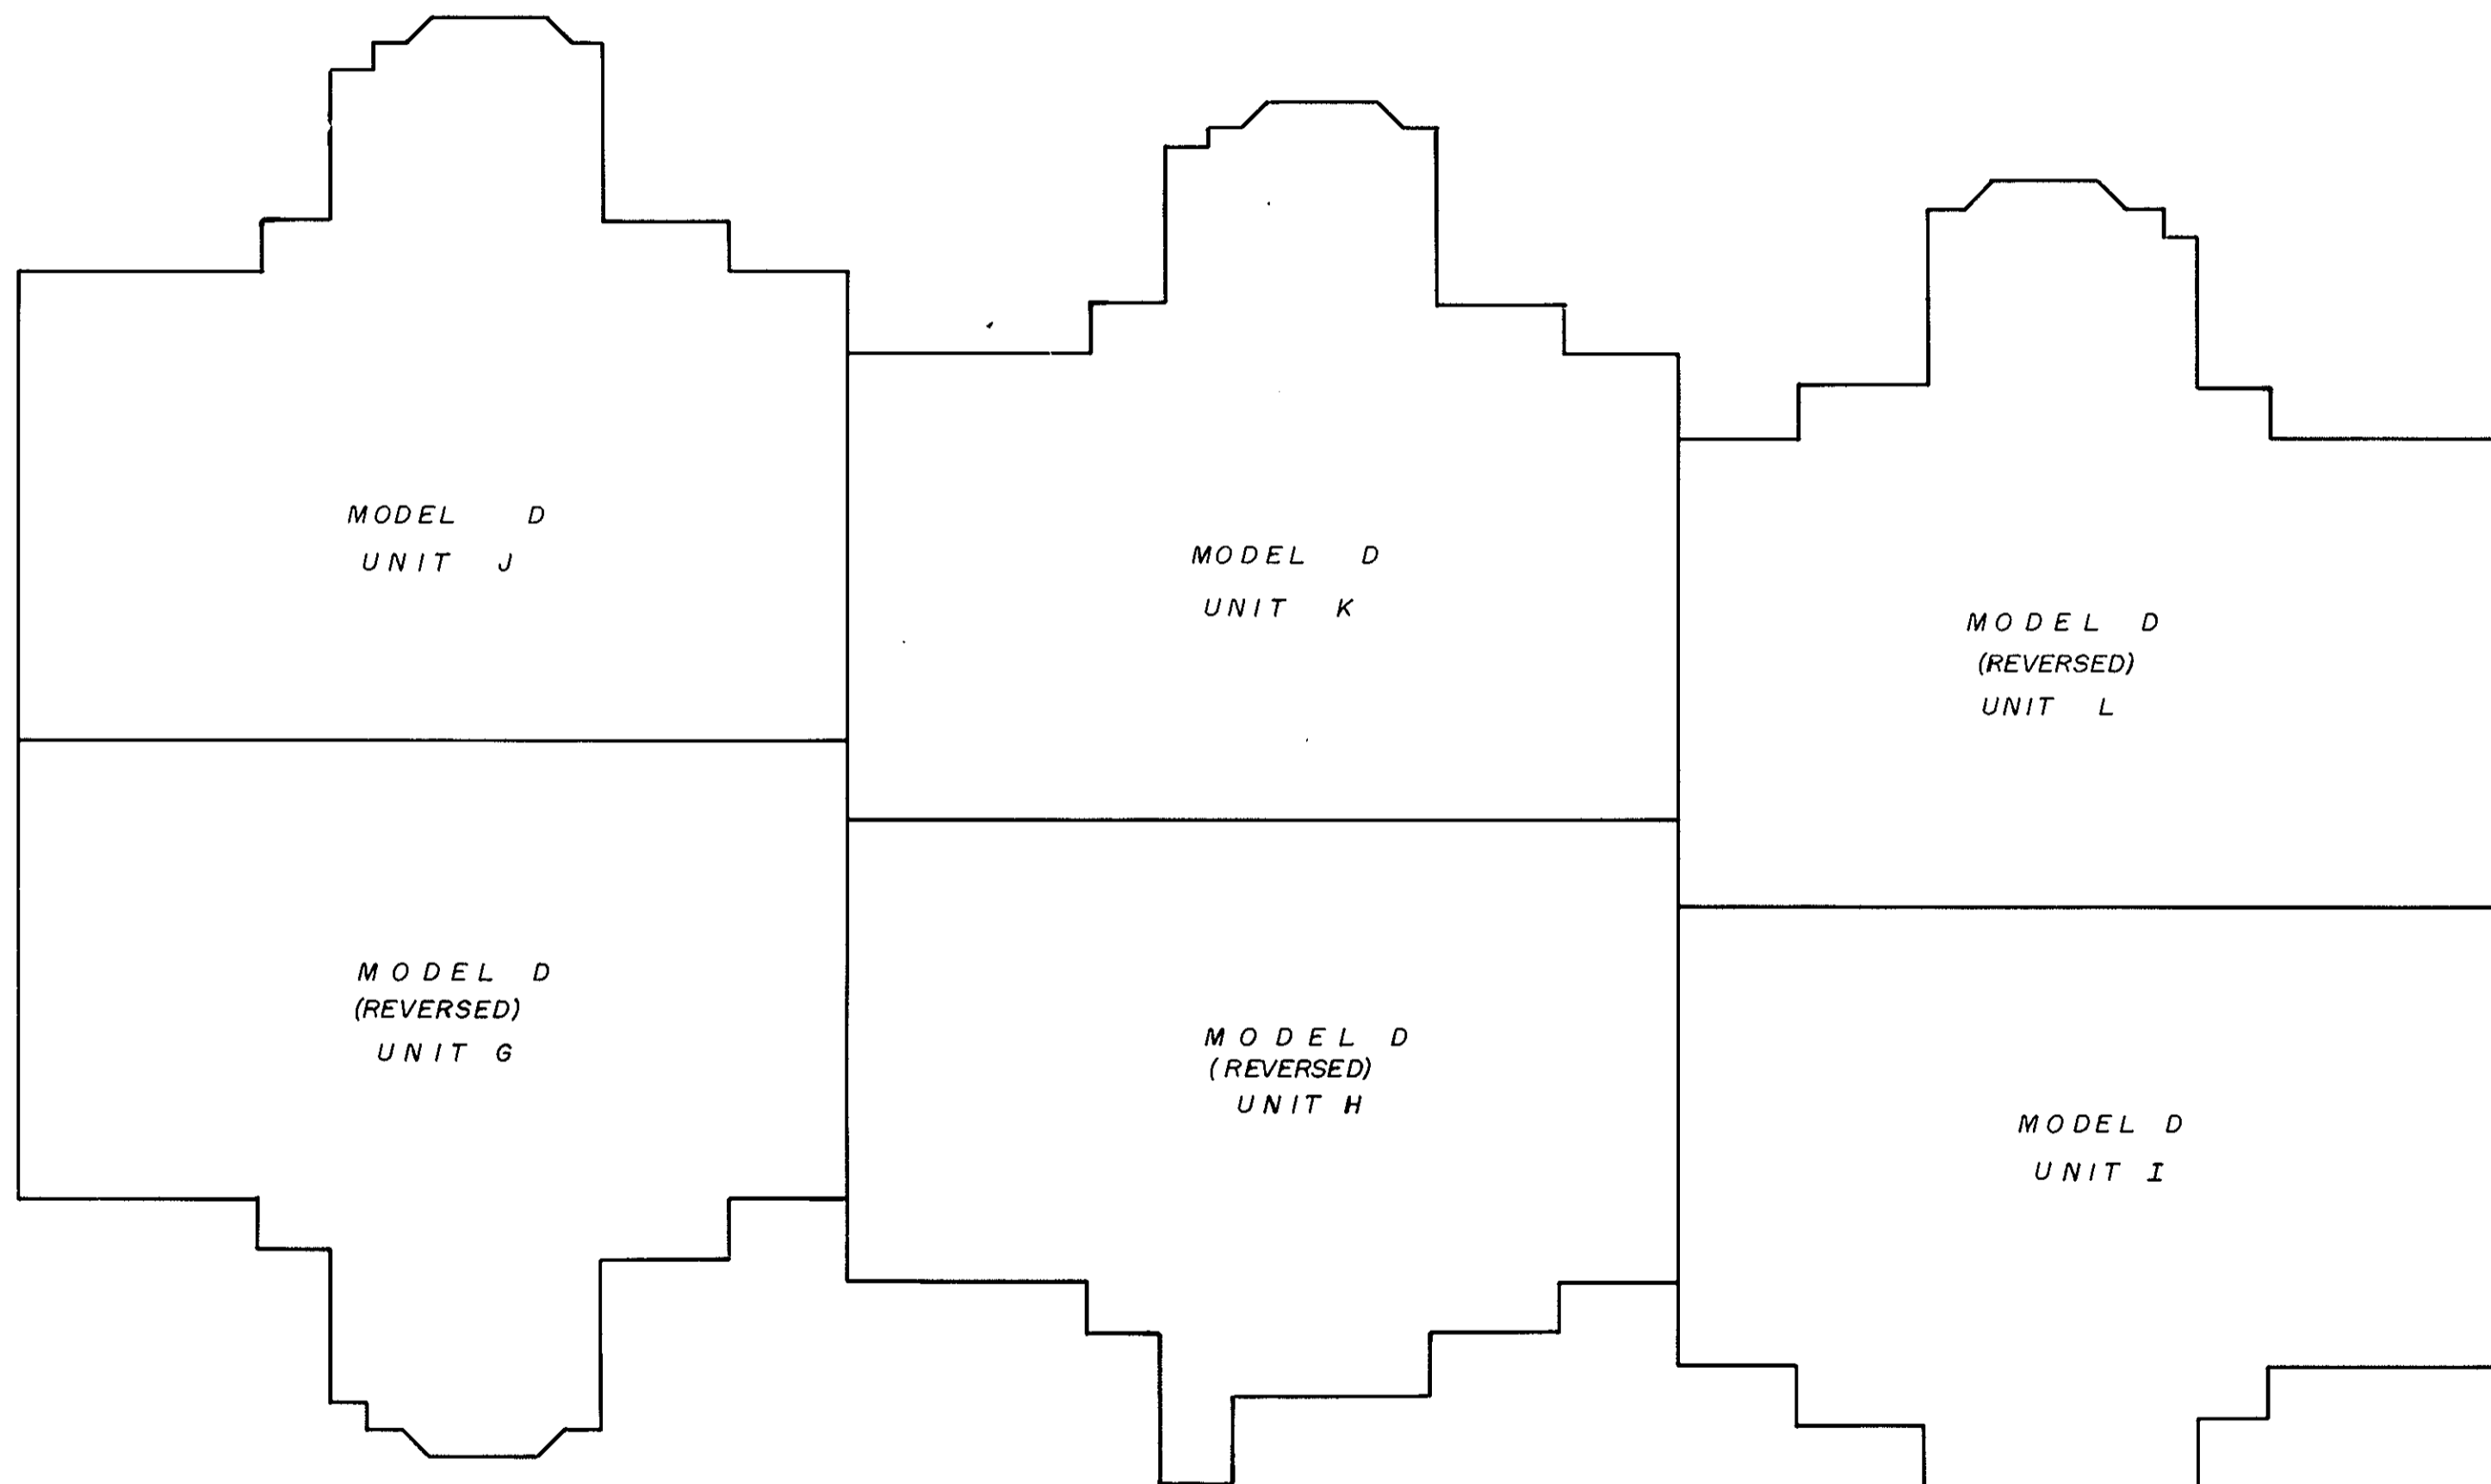 MODEL D
UNIT J
MODEL D
UNIT K
MODEL D
(REVERSED)
UNIT L
MODEL D
(REVERSED)
UNIT G
MODEL D
(REVERSED)
UNIT H
MODEL D
UNIT I